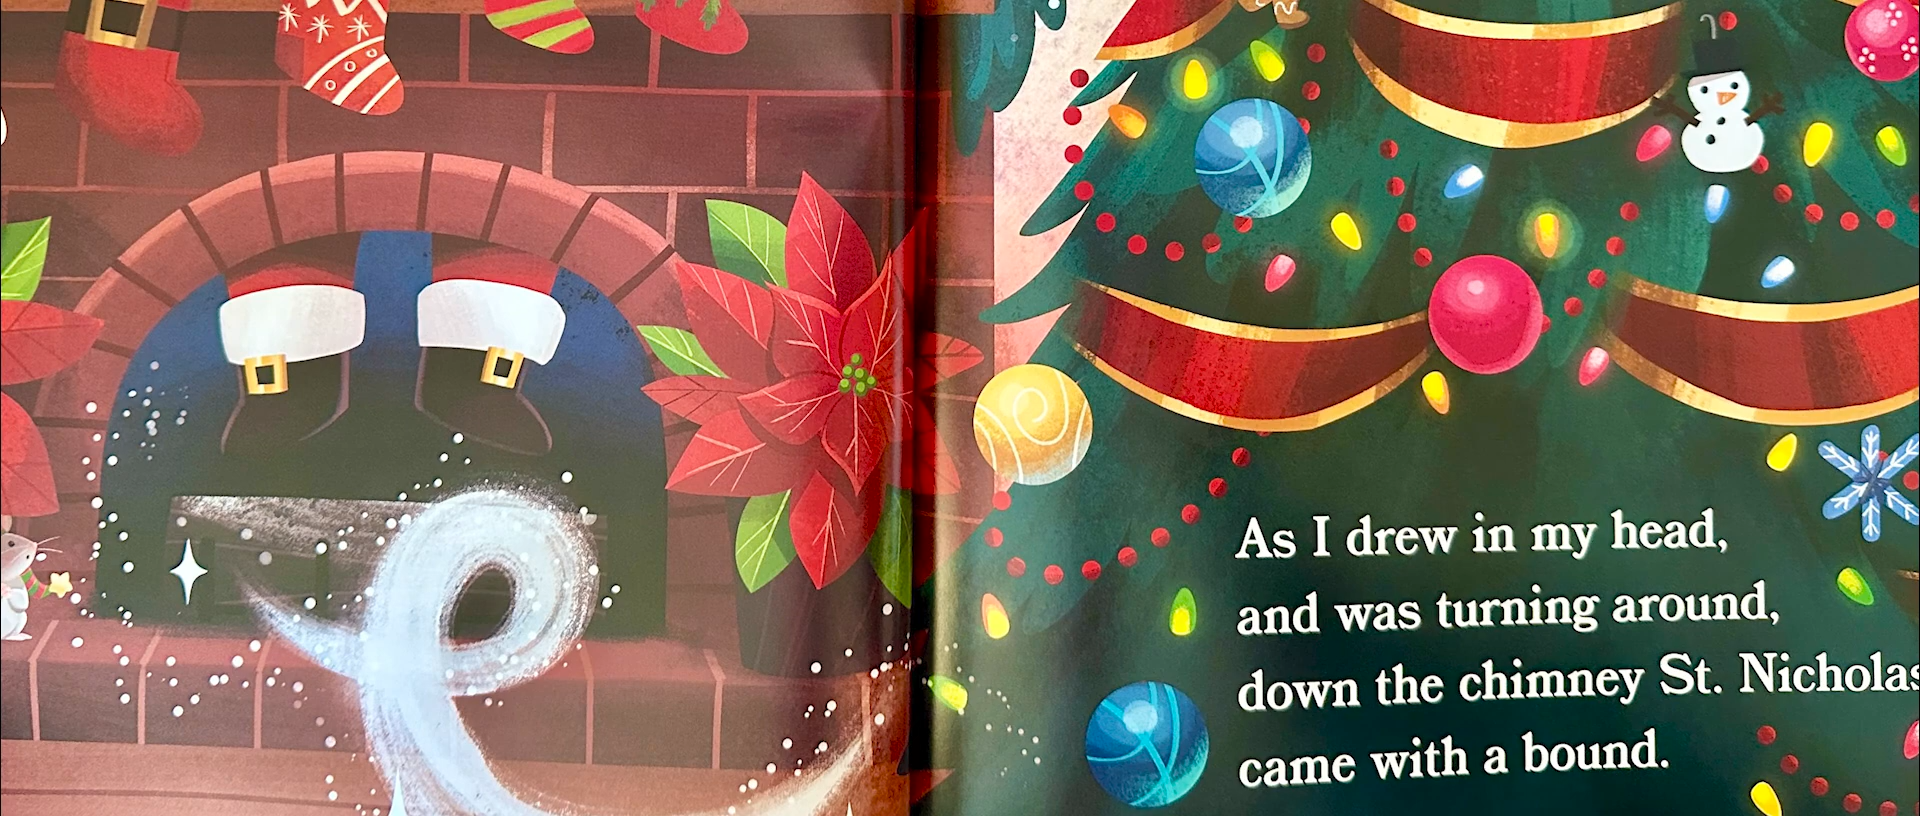 As I drew in my head,
and was turning around,
down the chimney St. Nicholas
came with a bound.